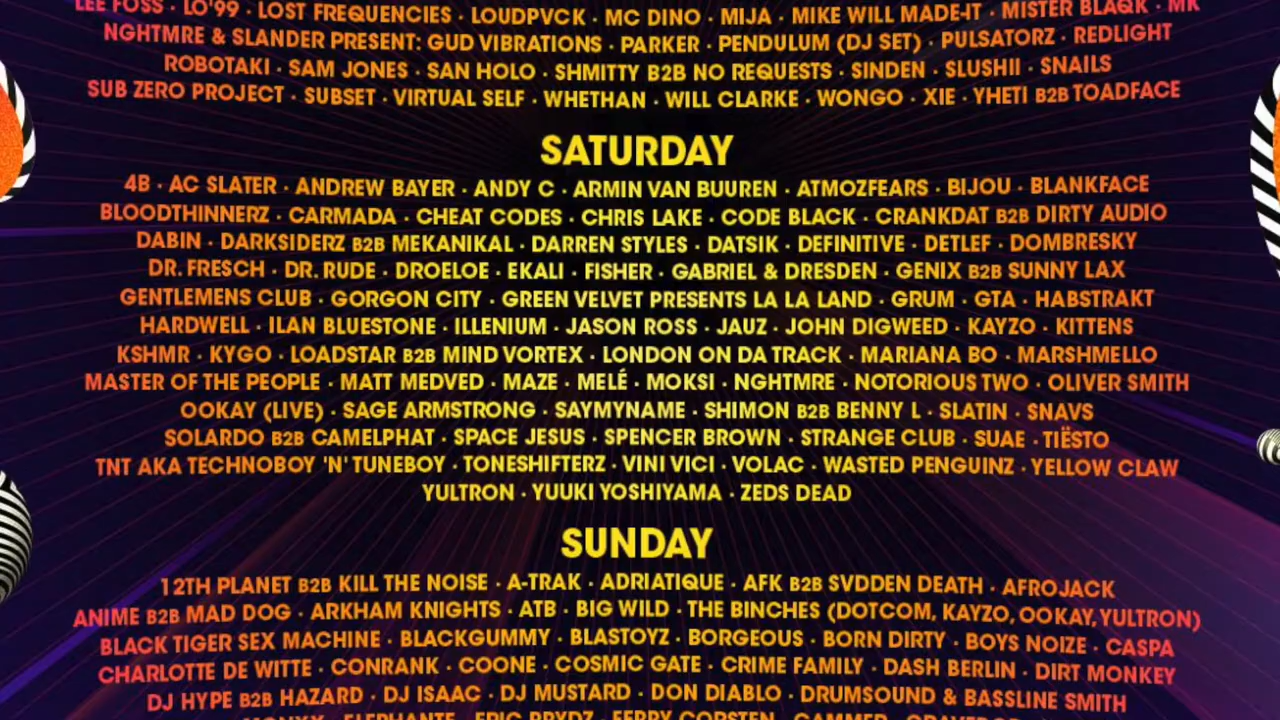 LEE FOSS · LO'99 · LOST FREQUENCIES · LOUDPVCK · MC DINO · MIJA · MIKE WILL MADE-IT · MISTER BLAQK · MK
NGHTMRE & SLANDER PRESENT: GUD VIBRATIONS · PARKER · PENDULUM (DJ SET) · PULSATORZ · REDLIGHT
ROBOTAKI · SAM JONES · SAN HOLO · SHMITTY B2B NO REQUESTS · SINDEN · SLUSHII · SNAILS
SUB ZERO PROJECT · SUBSET · VIRTUAL SELF · WHETHAN · WILL CLARKE · WONGO · XIE · YHETI B2B TOADFACE
SATURDAY
4B · AC SLATER · ANDREW BAYER · ANDY C · ARMIN VAN BUUREN · ATMOZFEARS · BIJOU · BLANKFACE
BLOODTHINNERZ · CARMADA · CHEAT CODES · CHRIS LAKE · CODE BLACK · CRANKDAT B2B DIRTY AUDIO
DABIN · DARKSIDERZ B2B MEKANIKAL · DARREN STYLES · DATSIK · DEFINITIVE · DETLEF · DOMBRESKY
DR. FRESCH · DR. RUDE · DROELOE · EKALI · FISHER · GABRIEL & DRESDEN · GENIX B2B SUNNY LAX
GENTLEMENS CLUB · GORGON CITY · GREEN VELVET PRESENTS LA LA LAND · GRUM · GTA · HABSTRAKT
HARDWELL · ILAN BLUESTONE · ILLENIUM · JASON ROSS · JAUZ · JOHN DIGWEED · KAYZO · KITTENS
KSHMR · KYGO · LOADSTAR B2B MIND VORTEX · LONDON ON DA TRACK · MARIANA BO · MARSHMELLO
MASTER OF THE PEOPLE · MATT MEDVED · MAZE · MELÉ · MOKSI · NGHTMRE · NOTORIOUS TWO · OLIVER SMITH
OOKAY (LIVE) · SAGE ARMSTRONG · SAYMYNAME · SHIMON B2B BENNY L · SLATIN · SNAVS
SOLARDO B2B CAMELPHAT · SPACE JESUS · SPENCER BROWN · STRANGE CLUB · SUAE · TIËSTO
TNT AKA TECHNOBOY 'N' TUNEBOY · TONESHIFTERZ · VINI VICI · VOLAC · WASTED PENGUINZ · YELLOW CLAW
YULTRON · YUUKI YOSHIYAMA · ZEDS DEAD
SUNDAY
12TH PLANET B2B KILL THE NOISE · A-TRAK · ADRIATIQUE · AFK B2B SVDDEN DEATH · AFROJACK
ANIME B2B MAD DOG · ARKHAM KNIGHTS · ATB · BIG WILD · THE BINCHES (DOTCOM, KAYZO, OOKAY, YULTRON)
BLACK TIGER SEX MACHINE · BLACKGUMMY · BLASTOYZ · BORGEOUS · BORN DIRTY · BOYS NOIZE · CASPA
CHARLOTTE DE WITTE · CONRANK · COONE · COSMIC GATE · CRIME FAMILY · DASH BERLIN · DIRT MONKEY
DJ HYPE B2B HAZARD · DJ ISAAC · DJ MUSTARD · DON DIABLO · DRUMSOUND & BASSLINE SMITH
ELEPHANTE · ERIC PRYDZ · FERRY CORSTEN · GAMMER